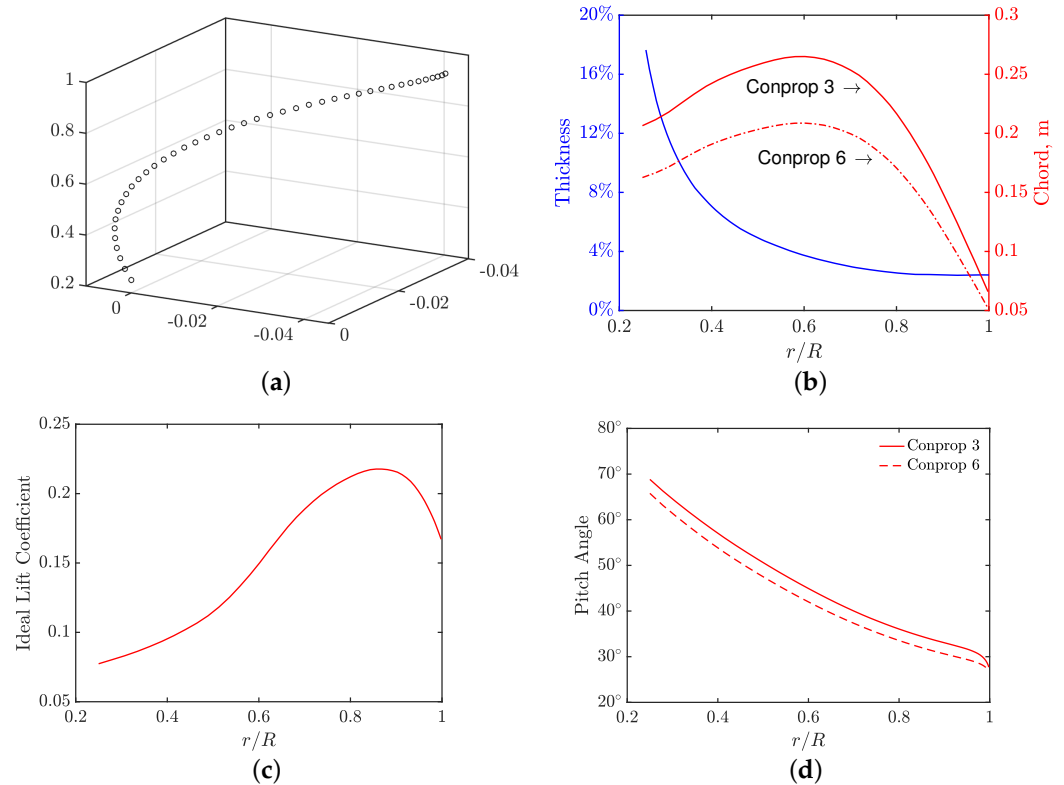 1
0.8
0.6
0.4
0.2
0
-0.02
-0.04
0
-0.02
-0.04
(a)
20%
16%
12%
8%
4%
0%
Thickness
0.3
0.25
0.2
0.15
0.1
0.05
Chord, m
Conprop 3 →
Conprop 6 →
0.2 0.4 0.6 0.8 1
r/R
(b)
0.25
0.2
0.15
0.1
0.05
Ideal Lift Coefficient
0.2 0.4 0.6 0.8 1
r/R
(c)
80°
70°
60°
50°
40°
30°
20°
Pitch Angle
Conprop 3
Conprop 6
0.2 0.4 0.6 0.8 1
r/R
(d)